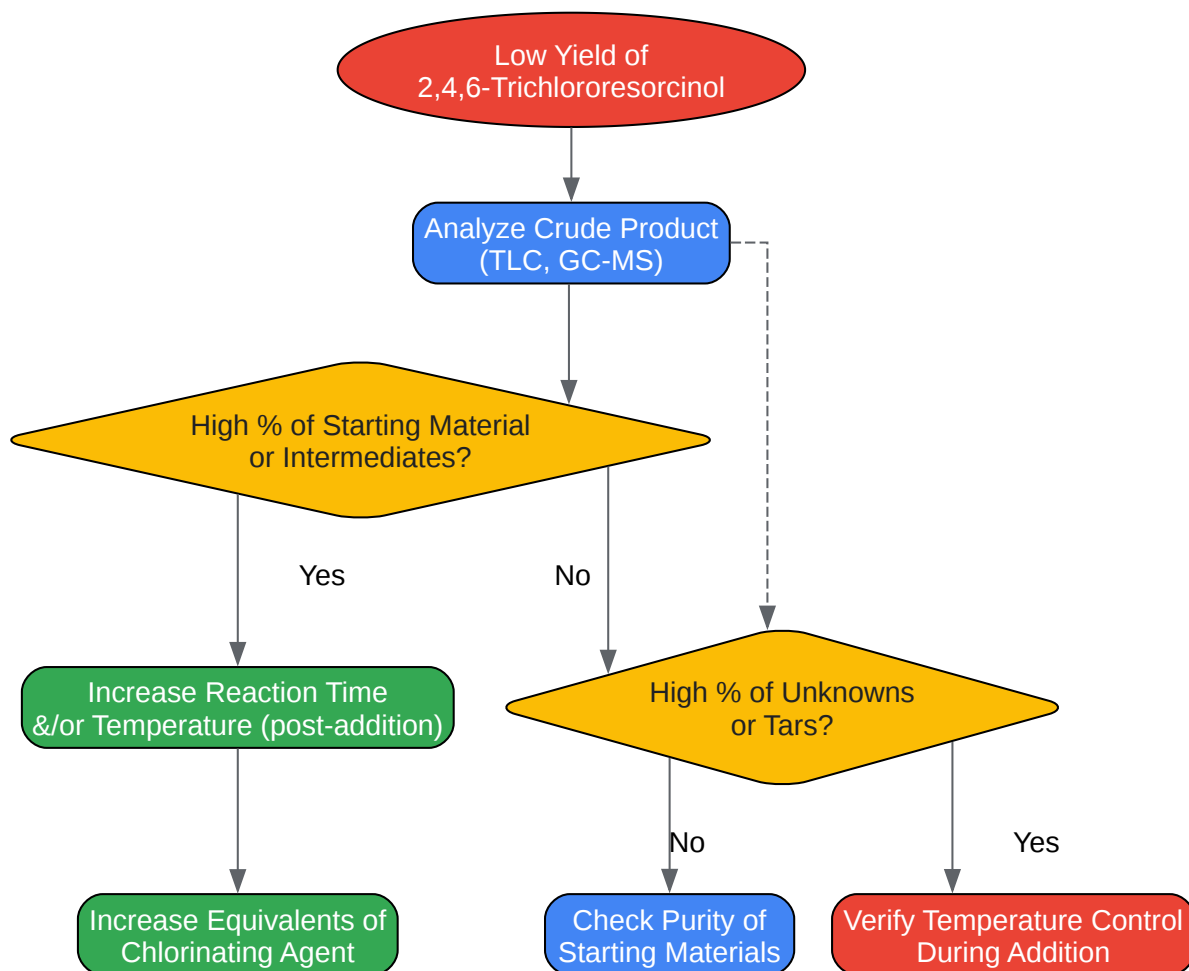 Low Yield of
2,4,6-Trichlororesorcinol
Analyze Crude Product
(TLC, GC-MS)
High % of Starting Material
or Intermediates?
Yes
No
Increase Reaction Time
&/or Temperature (post-addition)
High % of Unknowns
or Tars?
No
Yes
Increase Equivalents of
Chlorinating Agent
Check Purity of
Starting Materials
Verify Temperature Control
During Addition